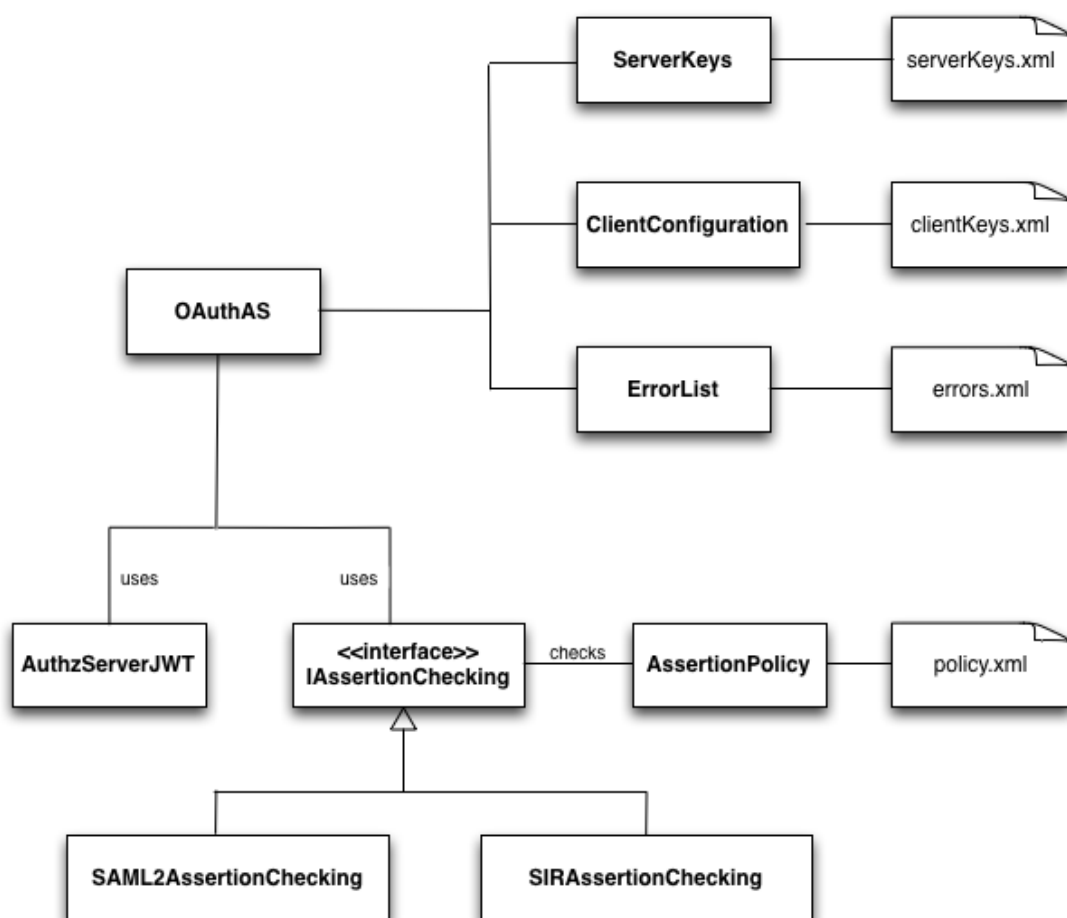 ServerKeys
serverKeys.xml
ClientConfiguration
clientKeys.xml
OAuthAS
ErrorList
errors.xml
uses
uses
AuthzServerJWT
<<interface>>
IAssertionChecking
checks
AssertionPolicy
policy.xml
SAML2AssertionChecking
SIRAssertionChecking